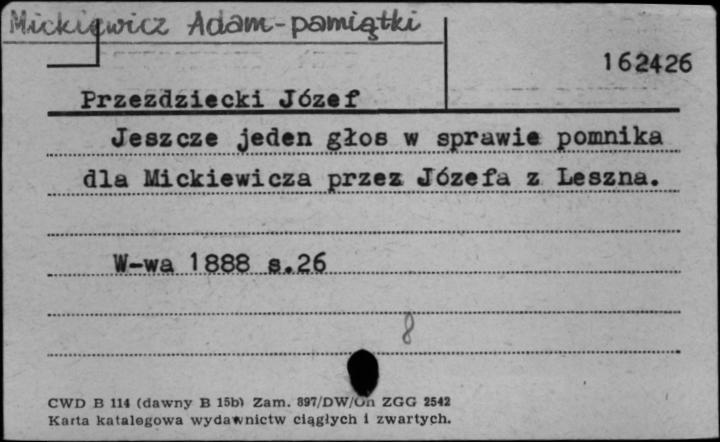 Mickiewicz Adam - pamiątki
162426
Przezdziecki Józef
Jeszcze jeden głos w sprawie pomnika
dla Mickiewicza przez Józefa z Leszna.
W-wa 1888 s.26
8
CWD B 114 (dawny B 15b) Zam. 897/DW/On ZGG 2542
Karta katalogowa wydawnictw ciągłych i zwartych.